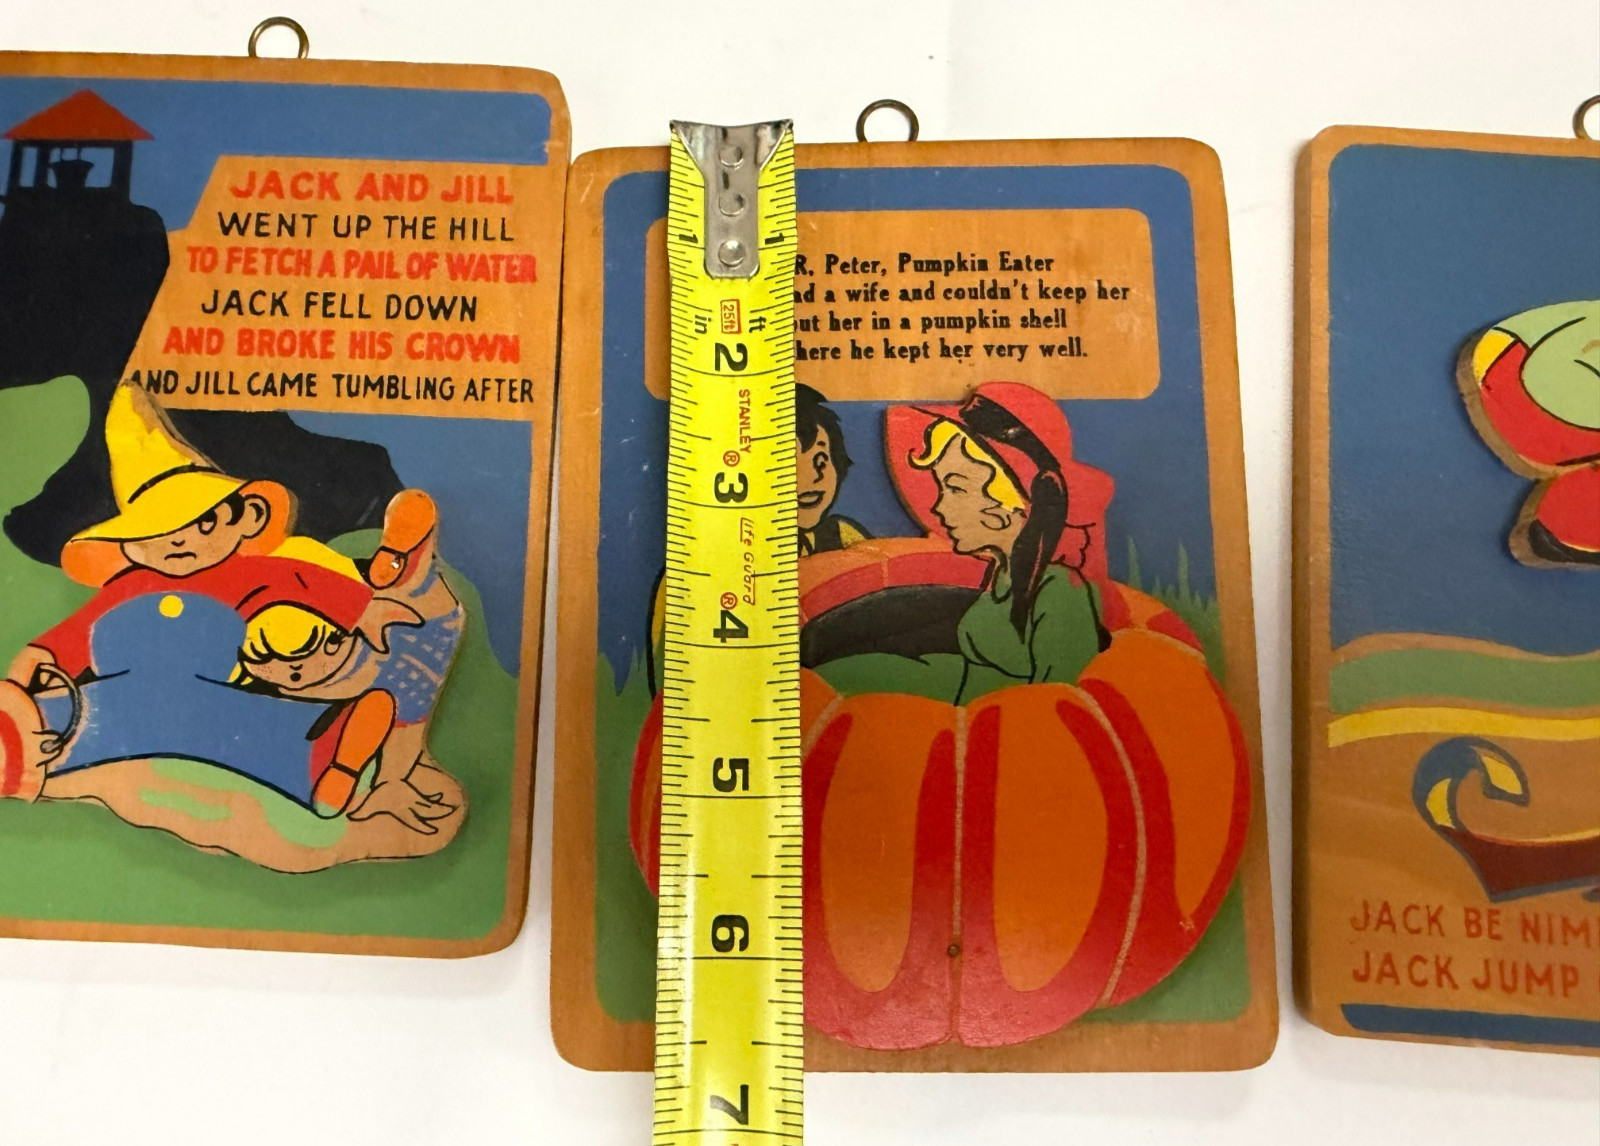 JACK AND JILL
WENT UP THE HILL
TO FETCH A PAIL OF WATER
JACK FELL DOWN
AND BROKE HIS CROWN
AND JILL CAME TUMBLING AFTER
1 1
in 25ft ft
2
STANLEY®
3
Life Guard®
4
5
6
7
R, Peter, Pumpkin Eater
ad a wife and couldn't keep her
out her in a pumpkin shell
here he kept her very well.
JACK BE NIM
JACK JUMP